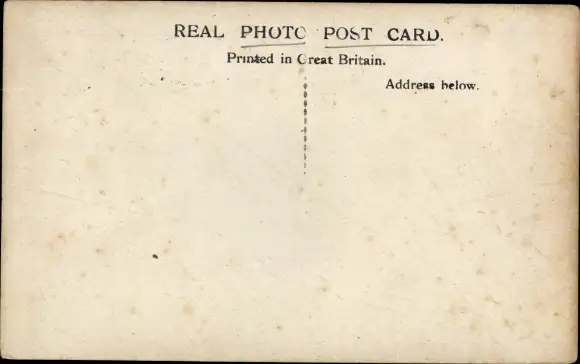 REAL PHOTO POST CARD.
Printed in Great Britain.
Address below.